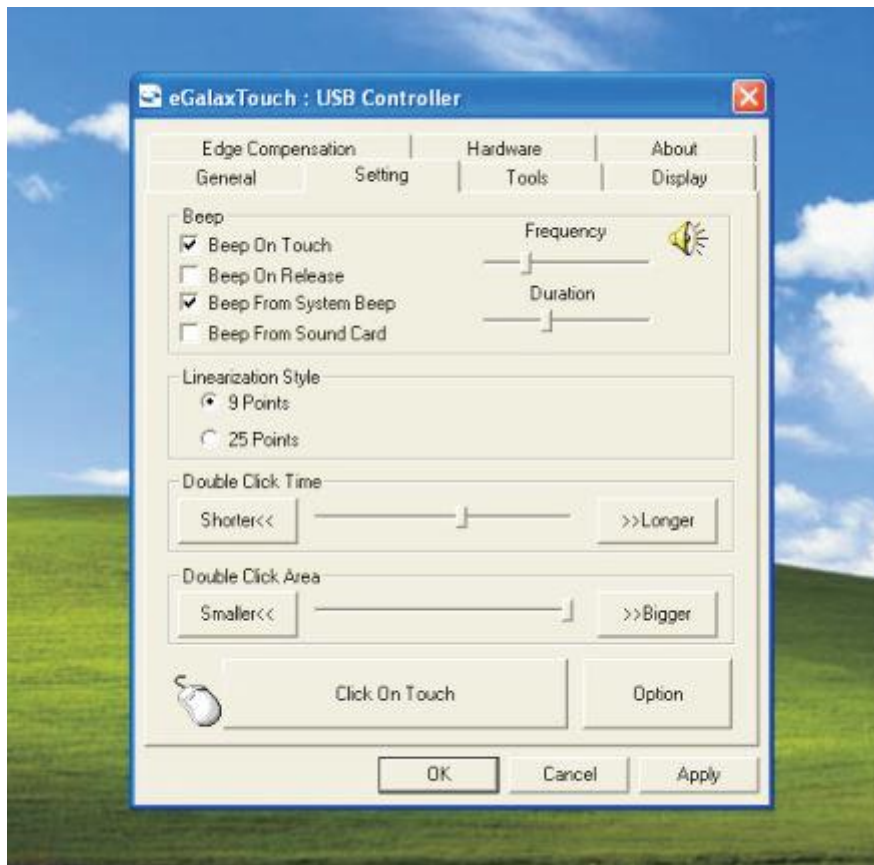 eGalaxTouch : USB Controller
Edge Compensation Hardware About
General Setting Tools Display
Beep
Beep On Touch
Beep On Release
Beep From System Beep
Beep From Sound Card
Frequency
Duration
Linearization Style
9 Points
25 Points
Double Click Time
Shorter<< >>Longer
Double Click Area
Smaller<< >>Bigger
Click On Touch Option
OK Cancel Apply